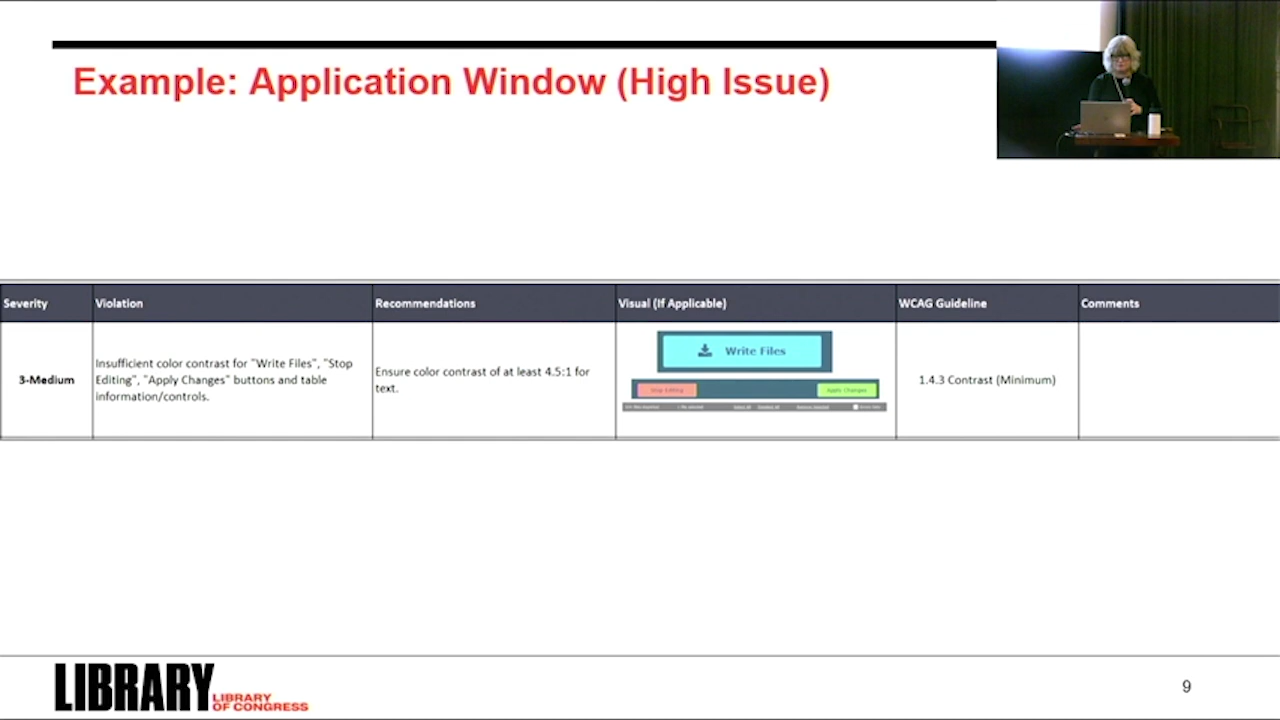 Example: Application Window (High Issue)
Severity Violation Recommendations Visual (If Applicable) WCAG Guideline Comments
3-Medium
Insufficient color contrast for "Write Files", "Stop
Editing", "Apply Changes" buttons and table
information/controls.
Ensure color contrast of at least 4.5:1 for
text.
Write Files
Stop Editing
Apply Changes
1.4.3 Contrast (Minimum)
LIBRARY
LIBRARY
OF CONGRESS
9